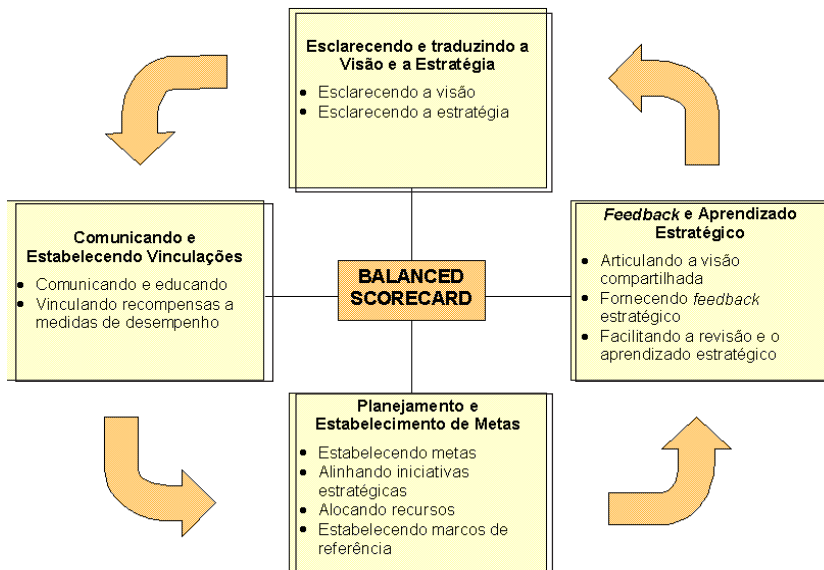 Esclarecendo e traduzindo a
Visão e a Estratégia
• Esclarecendo a visão
• Esclarecendo a estratégia
Comunicando e
Estabelecendo Vinculações
• Comunicando e educando
• Vinculando recompensas a
medidas de desempenho
BALANCED
SCORECARD
Feedback e Aprendizado
Estratégico
• Articulando a visão
compartilhada
• Fornecendo feedback
estratégico
• Facilitando a revisão e o
aprendizado estratégico
Planejamento e
Estabelecimento de Metas
• Estabelecendo metas
• Alinhando iniciativas
estratégicas
• Alocando recursos
• Estabelecendo marcos de
referência